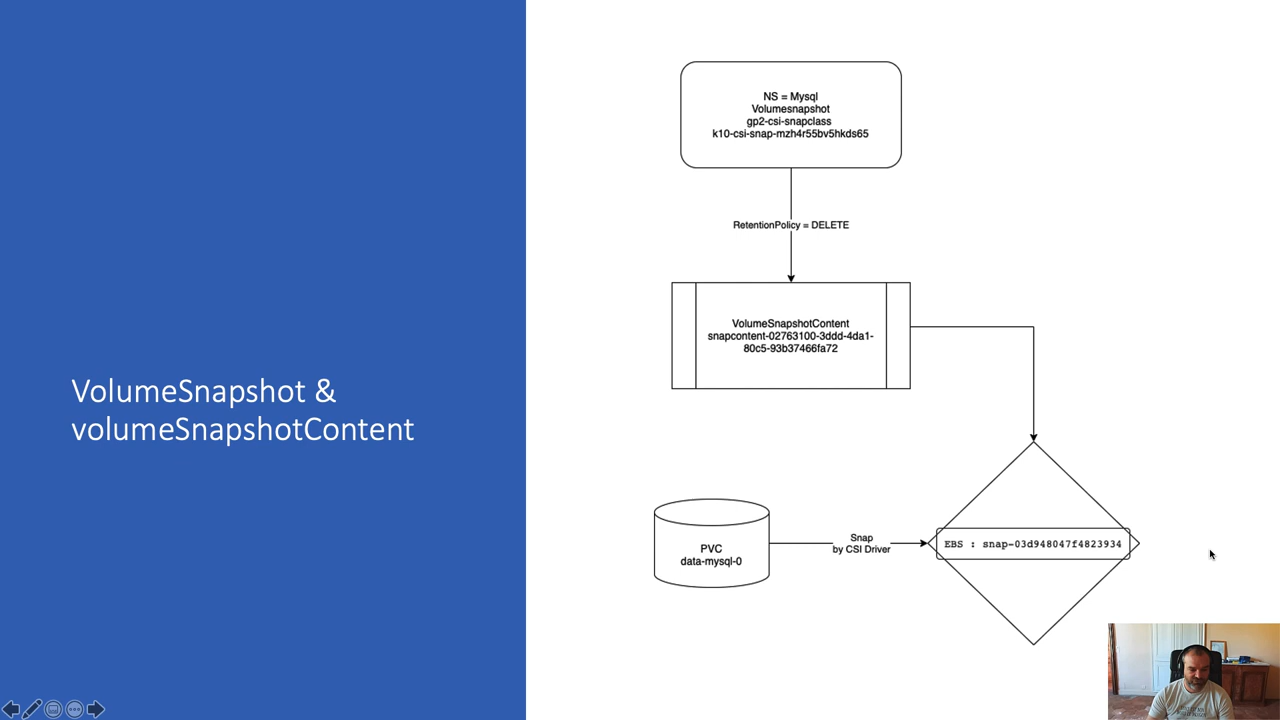 VolumeSnapshot &
volumeSnapshotContent
NS = Mysql
Volumesnapshot
gp2-csi-snapclass
k10-csi-snap-mzh4r55bv5hkds65
RetentionPolicy = DELETE
VolumeSnapshotContent
snapcontent-02763100-3ddd-4da1-
80c5-93b37466fa72
PVC
data-mysql-0
Snap
by CSI Driver
EBS : snap-03d948047f4823934